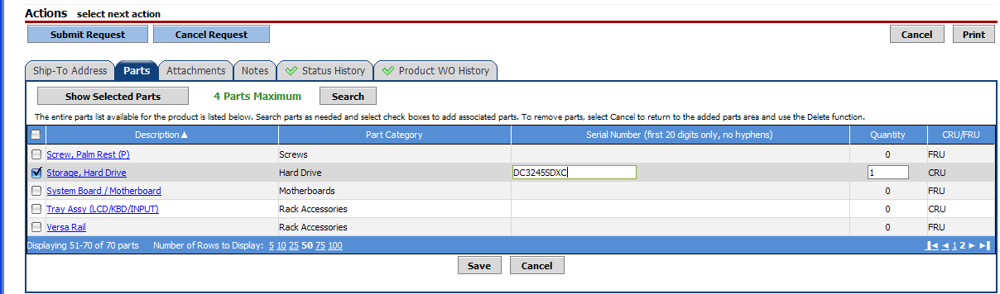 Actions select next action
Submit Request Cancel Request Cancel Print
Ship-To Address Parts Attachments Notes Status History Product WO History
Show Selected Parts 4 Parts Maximum Search
The entire parts list available for the product is listed below. Search parts as needed and select check boxes to add associated parts. To remove parts, select Cancel to return to the added parts area and use the Delete function.
Description Part Category Serial Number (first 20 digits only, no hyphens) Quantity CRU/FRU
Screw, Palm Rest (P) Screws 0 FRU
Storage, Hard Drive Hard Drive DC3245SDXC 1 CRU
System Board / Motherboard Motherboards 0 FRU
Tray Assy (LCD/KBD/INPUT) Rack Accessories 0 CRU
Versa Rail Rack Accessories 0 FRU
Displaying 51-70 of 70 parts Number of Rows to Display: 5 10 25 50 75 100 1 2
Save Cancel